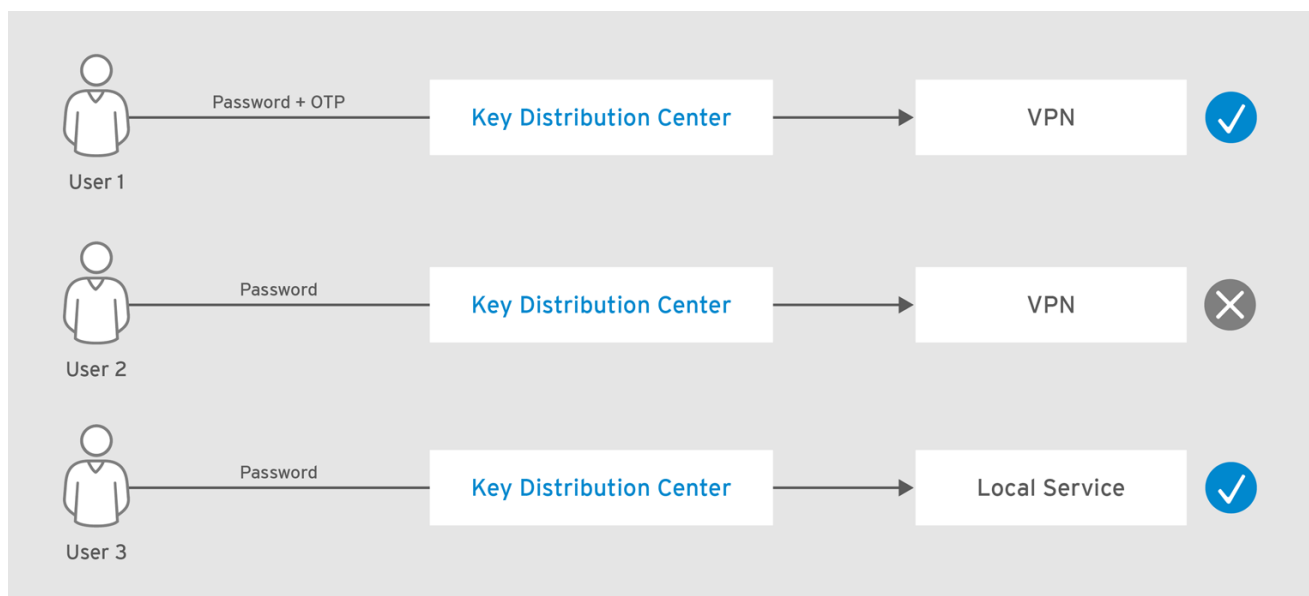 Password + OTP
Key Distribution Center
VPN
User 1
Password
Key Distribution Center
VPN
User 2
Password
Key Distribution Center
Local Service
User 3